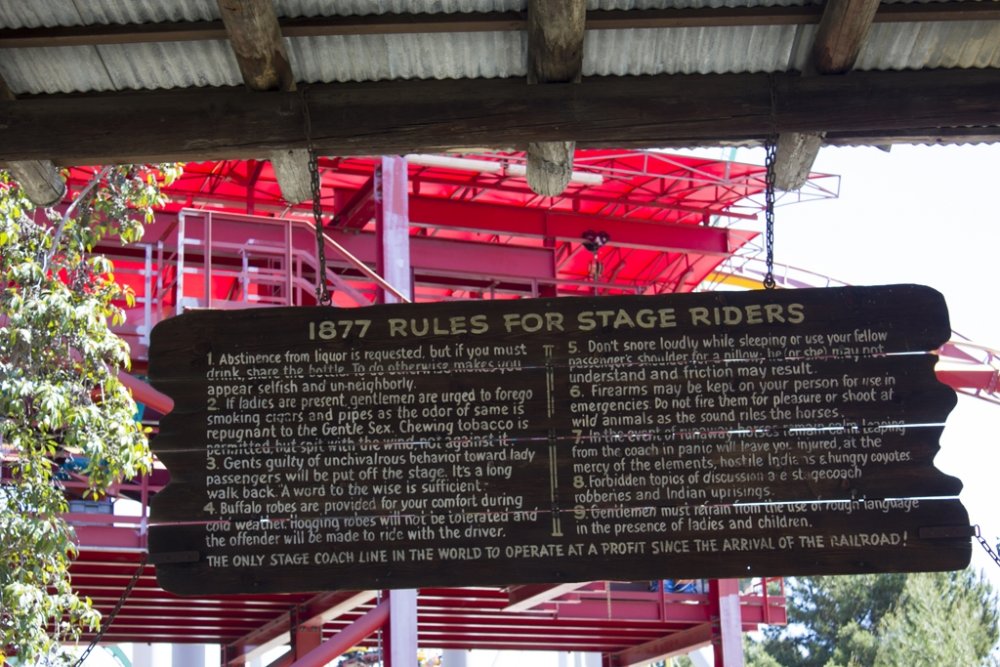 1877 RULES FOR STAGE RIDERS
1. Abstinence from liquor is requested, but if you must
drink, share the bottle. To do otherwise makes you
appear selfish and un-neighborly.
2. If ladies are present, gentlemen are urged to forego
smoking cigars and pipes as the odor of same is
repugnant to the Gentle Sex. Chewing tobacco is
permitted, but spit with the wind, not against it.
3. Gents guilty of unchivalrous behavior toward lady
passengers will be put off the stage. It's a long
walk back. A word to the wise is sufficient.
4. Buffalo robes are provided for your comfort during
cold weather. Hogging robes will not be tolerated and
the offender will be made to ride with the driver.
5. Don't snore loudly while sleeping or use your fellow
passenger's shoulder for a pillow; he (or she) may not
understand and friction may result.
6. Firearms may be kept on your person for use in
emergencies. Do not fire them for pleasure or shoot at
wild animals as the sound riles the horses.
7. In the event of runaway horses remain calm. Leaping
from the coach in panic will leave you injured, at the
mercy of the elements, hostile Indians & hungry coyotes.
8. Forbidden topics of discussion are stagecoach
robberies and Indian uprisings.
9. Gentlemen must refrain from the use of rough language
in the presence of ladies and children.
THE ONLY STAGE COACH LINE IN THE WORLD TO OPERATE AT A PROFIT SINCE THE ARRIVAL OF THE RAILROAD!